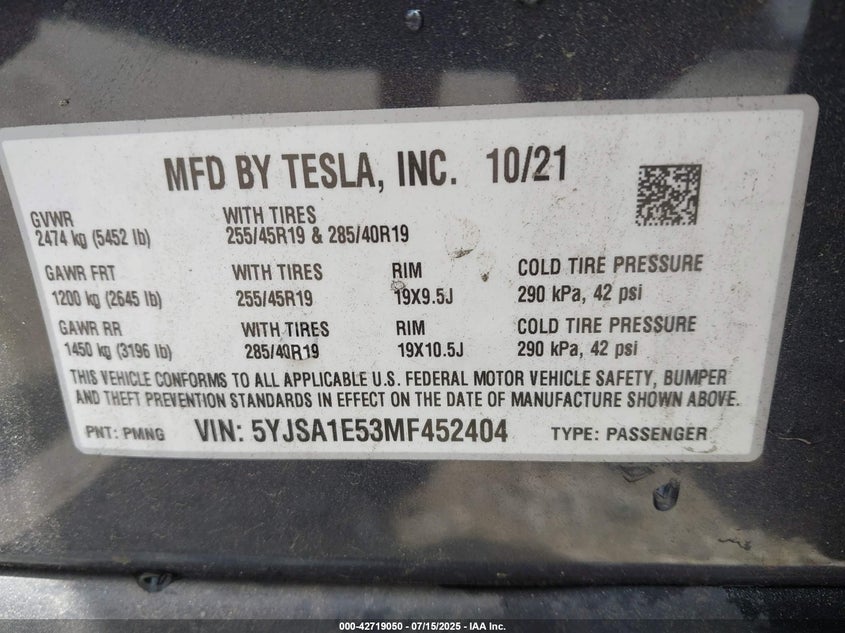 MFD BY TESLA, INC. 10/21
GVWR WITH TIRES
2474 kg (5452 lb) 255/45R19 & 285/40R19
GAWR FRT WITH TIRES RIM COLD TIRE PRESSURE
1200 kg (2645 lb) 255/45R19 19X9.5J 290 kPa, 42 psi
GAWR RR WITH TIRES RIM COLD TIRE PRESSURE
1450 kg (3196 lb) 285/40R19 19X10.5J 290 kPa, 42 psi
THIS VEHICLE CONFORMS TO ALL APPLICABLE U.S. FEDERAL MOTOR VEHICLE SAFETY, BUMPER
AND THEFT PREVENTION STANDARDS IN EFFECT ON THE DATE OF MANUFACTURE SHOWN ABOVE.
PNT: PMNG VIN: 5YJSA1E53MF452404 TYPE: PASSENGER
000-42719050 - 07/15/2025 - IAA Inc.